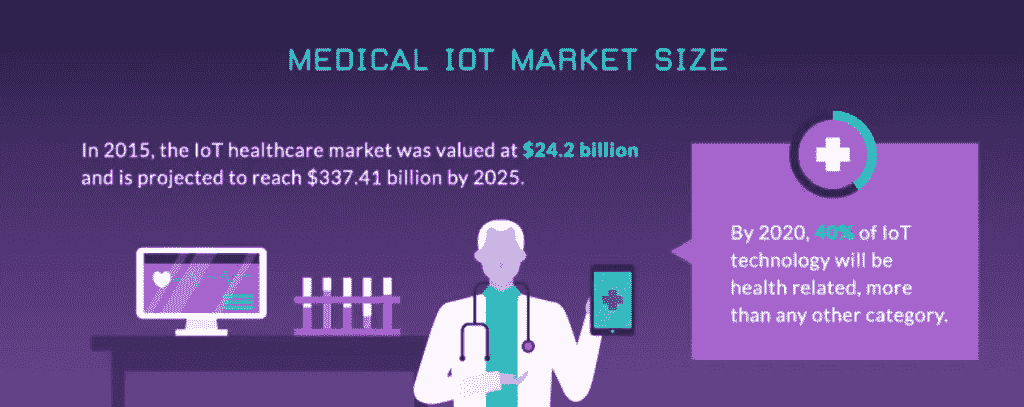 MEDICAL IOT MARKET SIZE
In 2015, the IoT healthcare market was valued at $24.2 billion
and is projected to reach $337.41 billion by 2025.
By 2020, 40% of IoT
technology will be
health related, more
than any other category.